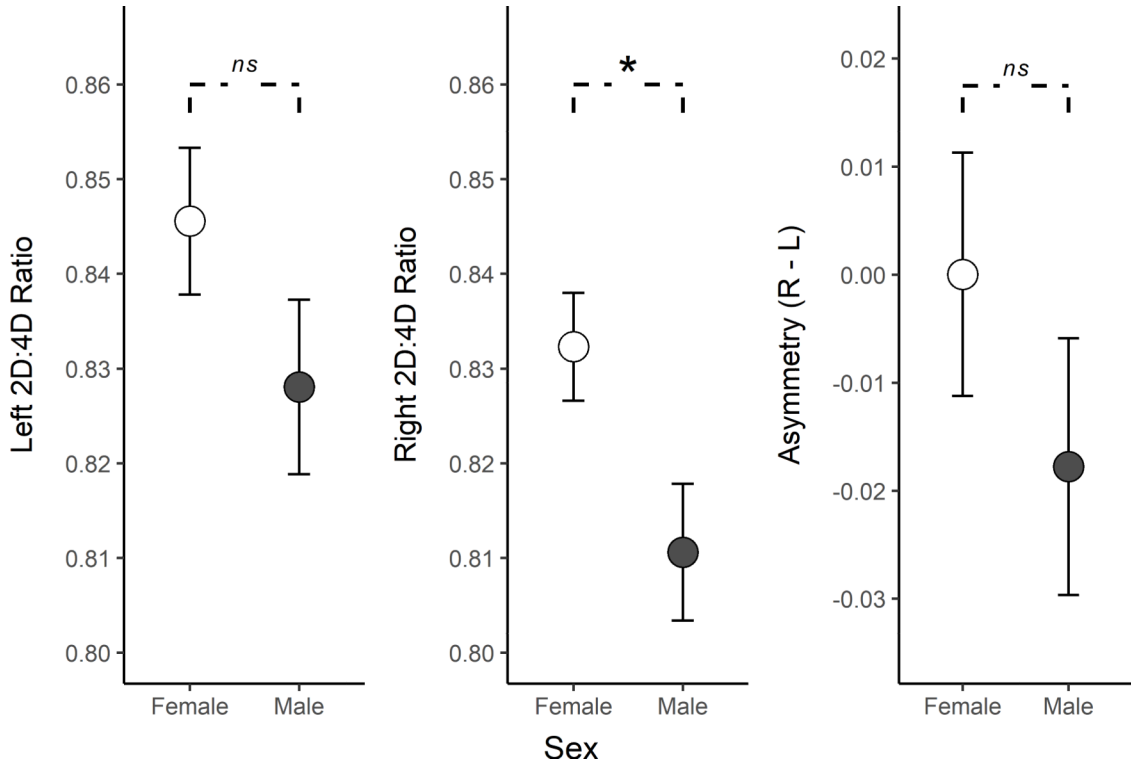 Left 2D:4D Ratio
0.86
0.85
0.84
0.83
0.82
0.81
0.80
ns
Female Male
Right 2D:4D Ratio
0.86
0.85
0.84
0.83
0.82
0.81
0.80
*
Female Male
Asymmetry (R - L)
0.02
0.01
0.00
-0.01
-0.02
-0.03
ns
Female Male
Sex